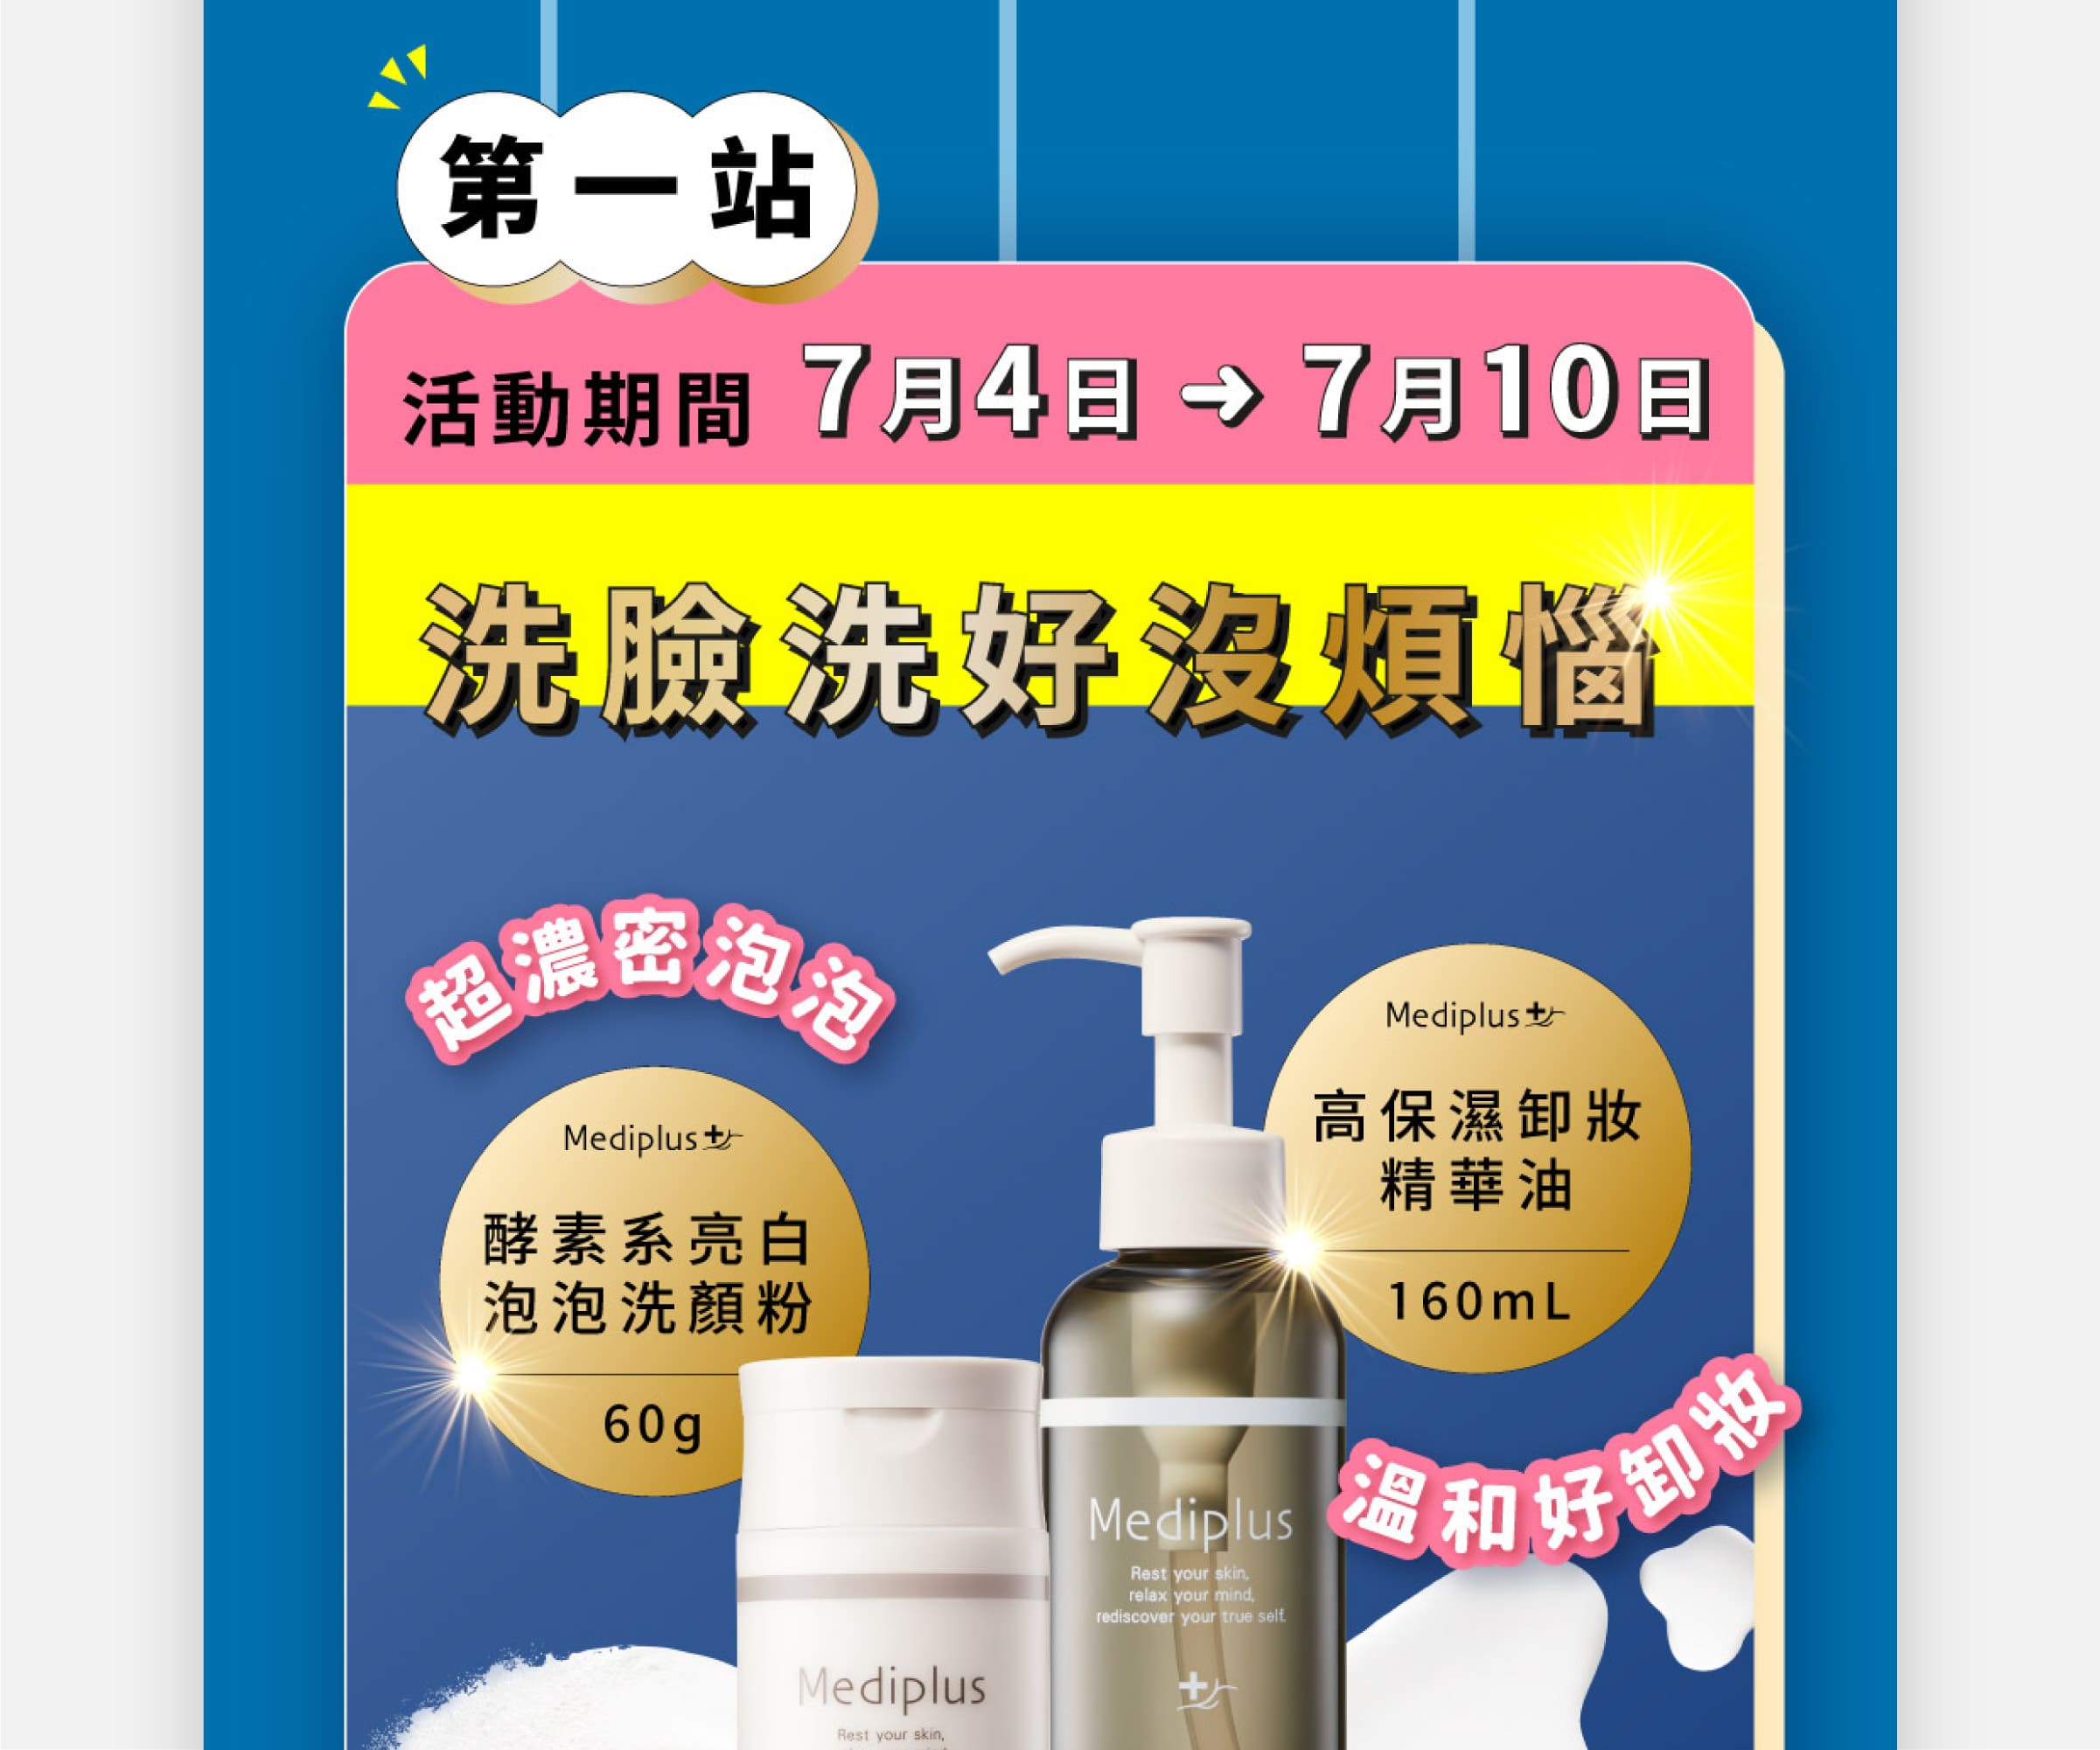 第一站
活動期間 7月4日 → 7月10日
洗臉洗好沒煩惱
超濃密泡泡
Mediplus
酵素系亮白
泡泡洗顏粉
60g
Mediplus
高保濕卸妝
精華油
160mL
溫和好卸妝
Mediplus
Rest your skin,
relax your mind,
rediscover your true self.
Mediplus
Rest your skin,